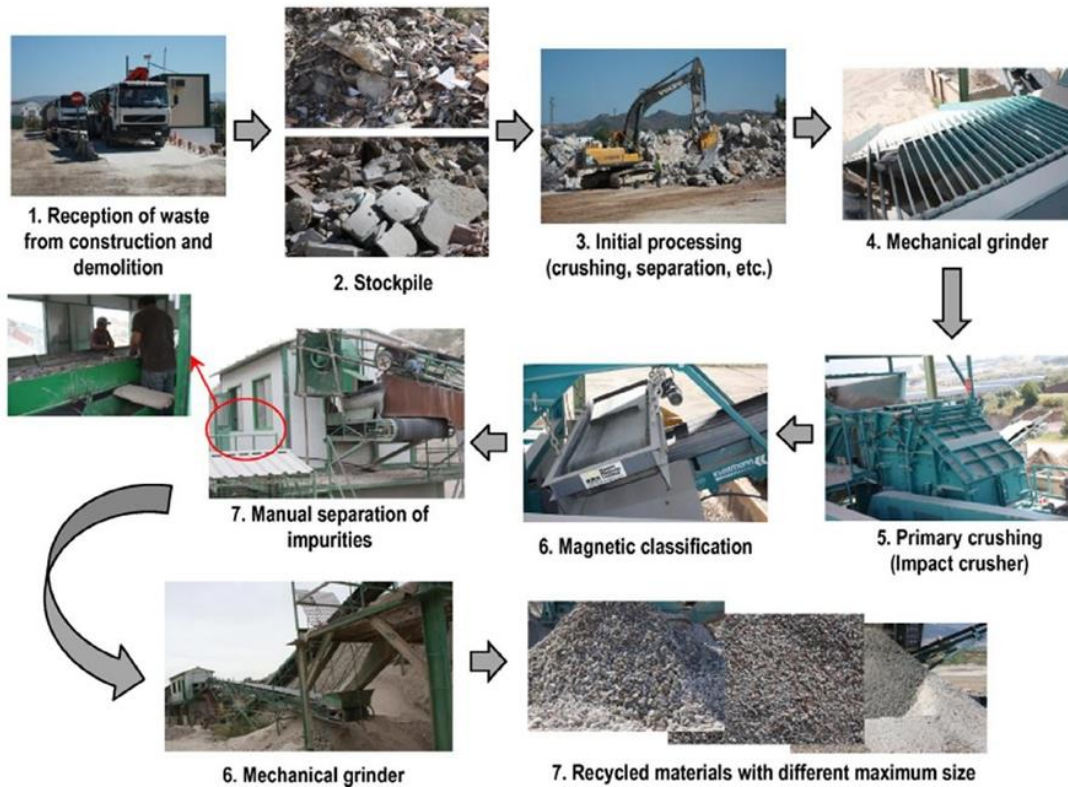 1. Reception of waste
from construction and
demolition
2. Stockpile
3. Initial processing
(crushing, separation, etc.)
4. Mechanical grinder
5. Primary crushing
(Impact crusher)
6. Magnetic classification
7. Manual separation of
impurities
6. Mechanical grinder
7. Recycled materials with different maximum size